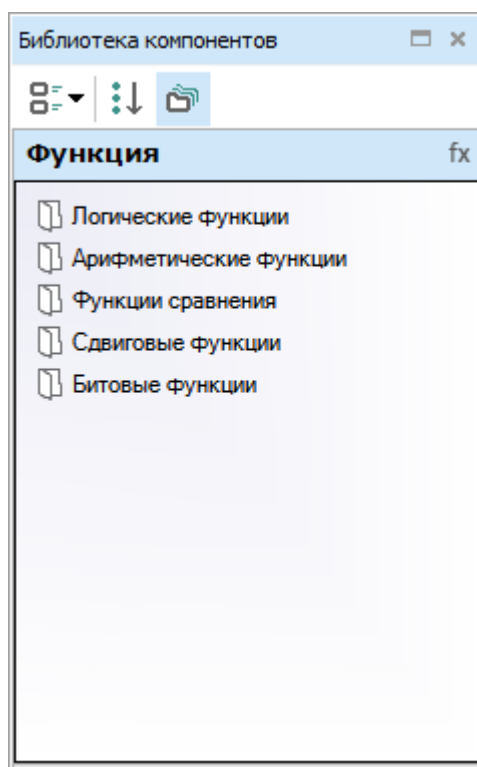 Библиотека компонентов
Функция fx
Логические функции
Арифметические функции
Функции сравнения
Сдвиговые функции
Битовые функции